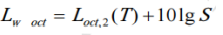 L_{w oct} = L_{oct,2} (T) + 10 lg S